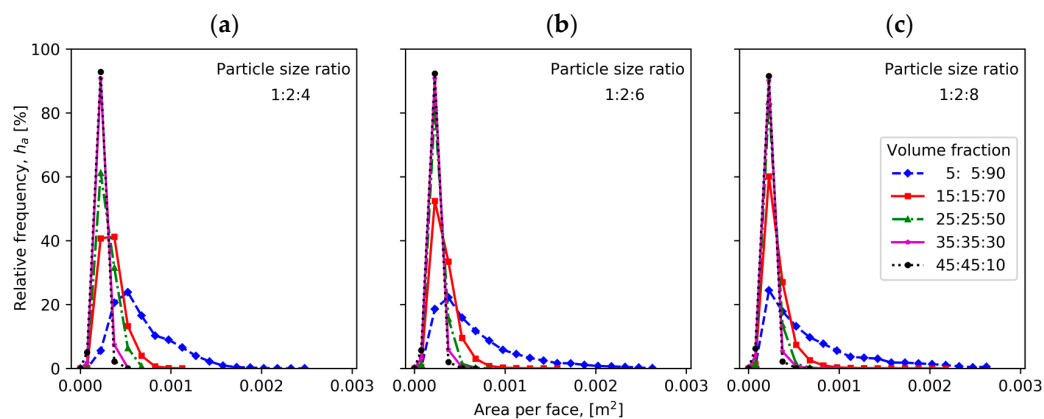 (a) (b) (c)
100
80
60
40
20
0
Relative frequency, hₐ [%]
Particle size ratio
1:2:4
Particle size ratio
1:2:6
Particle size ratio
1:2:8
Volume fraction
5: 5:90
15:15:70
25:25:50
35:35:30
45:45:10
0.000 0.001 0.002 0.003
0.000 0.001 0.002 0.003
0.000 0.001 0.002 0.003
Area per face, [m²]